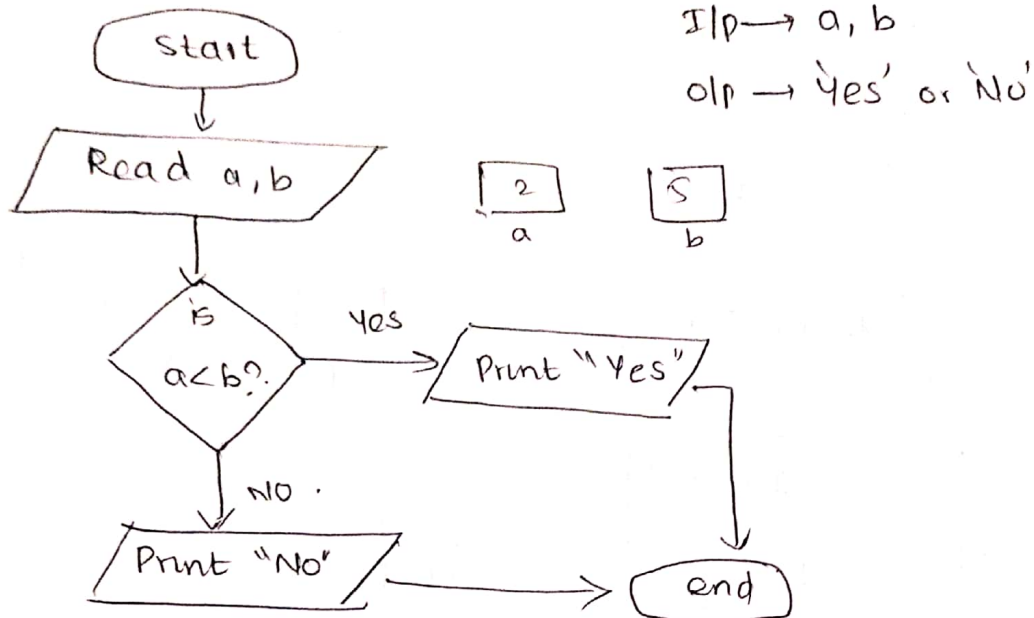 Start
I/p → a, b
o/p → 'Yes' or 'No'
Read a, b
2
5
a
b
is
a<b?
Yes
Print "Yes"
NO
Print "No"
end